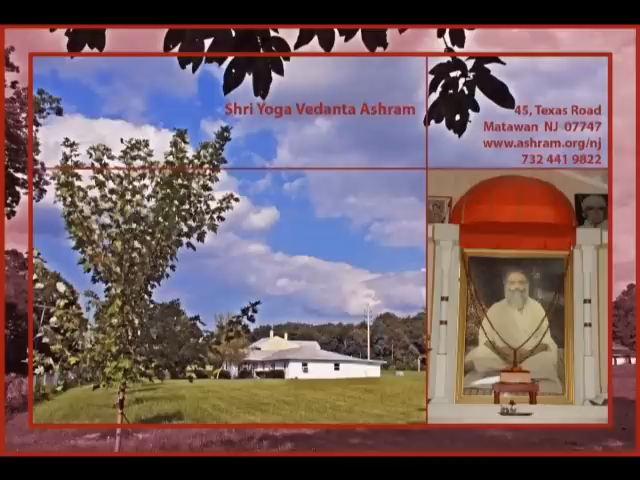 Shri Yoga Vedanta Ashram
45, Texas Road
Matawan NJ 07747
www.ashram.org/nj
732 441 9822